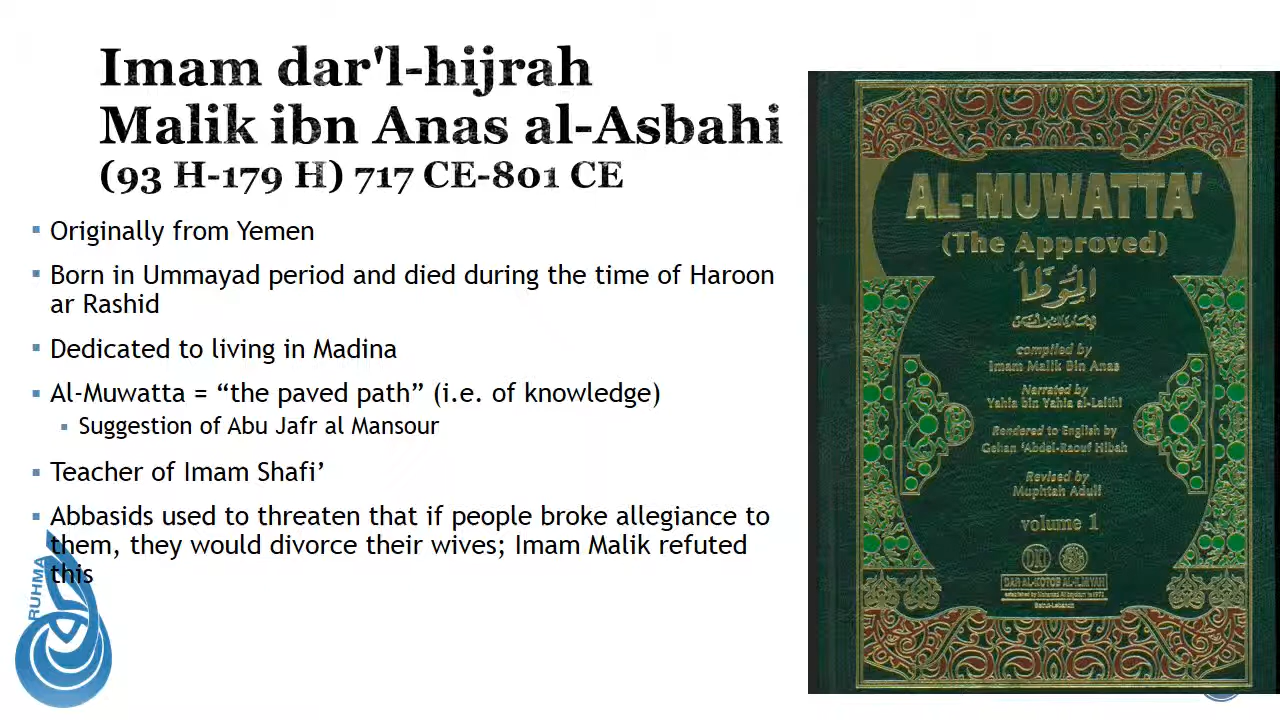 Imam dar'l-hijrah
Malik ibn Anas al-Asbahi
(93 H-179 H) 717 CE-801 CE
Originally from Yemen
Born in Ummayad period and died during the time of Haroon
ar Rashid
Dedicated to living in Madina
Al-Muwatta = “the paved path” (i.e. of knowledge)
Suggestion of Abu Jafr al Mansour
Teacher of Imam Shafi’
Abbasids used to threaten that if people broke allegiance to
them, they would divorce their wives; Imam Malik refuted
this
RUHMA
AL-MUWATTA'
(The Approved)
الموطأ
compiled by
Imam Malik Bin Anas
Narrated by
Yahia bin Yahia al-Laithi
Rendered to English by
Gehan 'Abdel-Raouf Hibah
Revised by
Muphtah Aduli
volume 1
DKI
DAR AL-KOTOB AL-ILMIYAH
Beirut-Lebanon